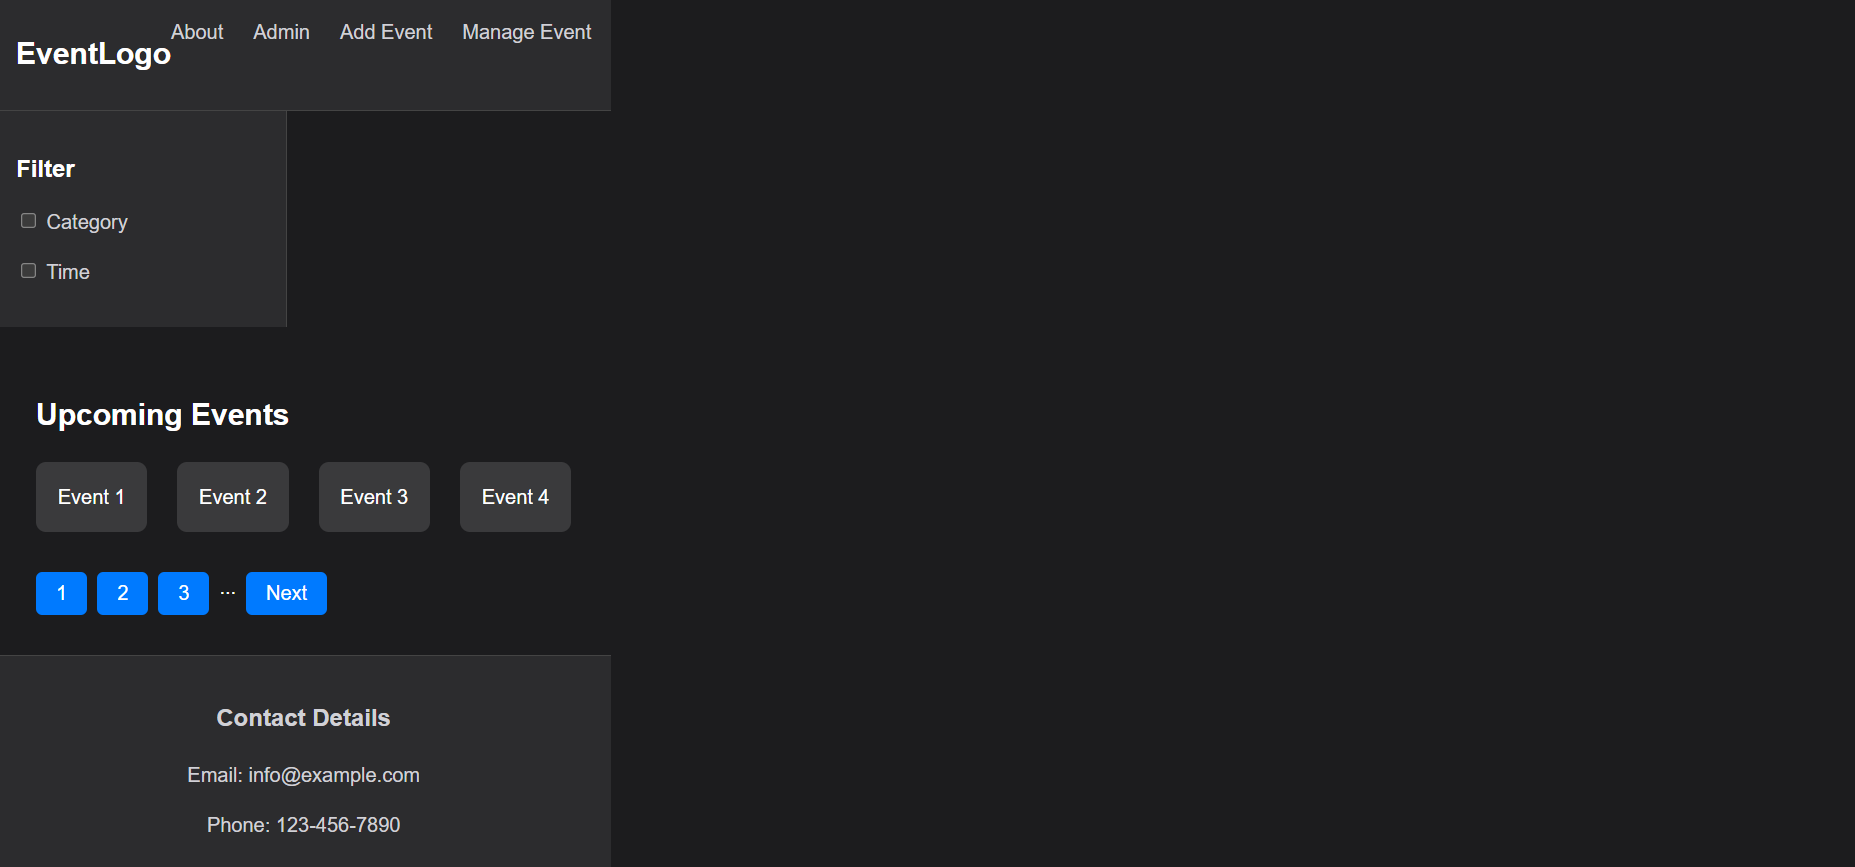 EventLogo
About Admin Add Event Manage Event
Filter
Category
Time
Upcoming Events
Event 1 Event 2 Event 3 Event 4
1 2 3 ... Next
Contact Details
Email: info@example.com
Phone: 123-456-7890